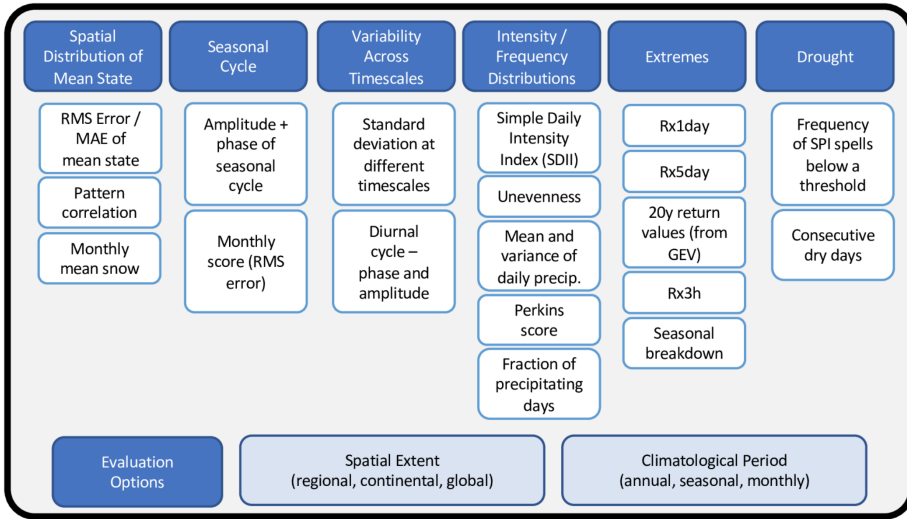 Spatial
Distribution of
Mean State
RMS Error /
MAE of
mean state
Pattern
correlation
Monthly
mean snow
Seasonal
Cycle
Amplitude +
phase of
seasonal
cycle
Monthly
score (RMS
error)
Variability
Across
Timescales
Standard
deviation at
different
timescales
Diurnal
cycle –
phase and
amplitude
Intensity /
Frequency
Distributions
Simple Daily
Intensity
Index (SDII)
Unevenness
Mean and
variance of
daily precip.
Perkins
score
Fraction of
precipitating
days
Extremes
Rx1day
Rx5day
20y return
values (from
GEV)
Rx3h
Seasonal
breakdown
Drought
Frequency
of SPI spells
below a
threshold
Consecutive
dry days
Evaluation
Options
Spatial Extent
(regional, continental, global)
Climatological Period
(annual, seasonal, monthly)